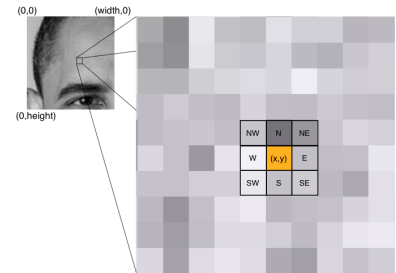 (0,0) (width,0)
(0,height)
NW N NE
W (x,y) E
SW S SE